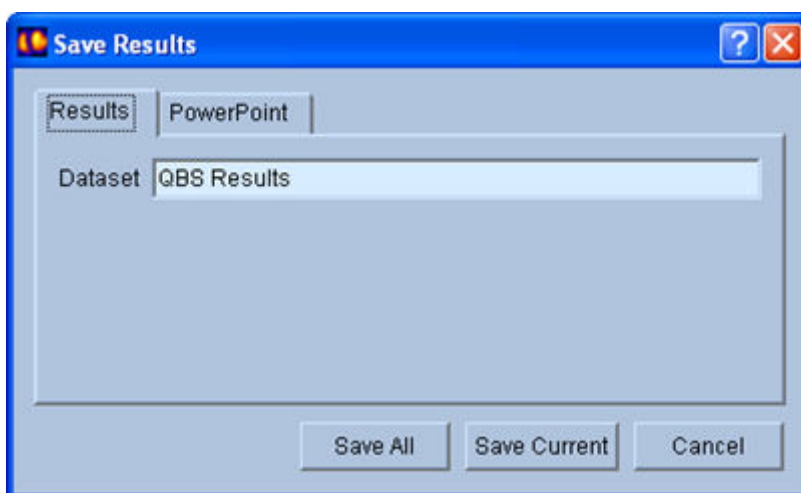 Save Results
?
Results PowerPoint
Dataset QBS Results
Save All Save Current Cancel